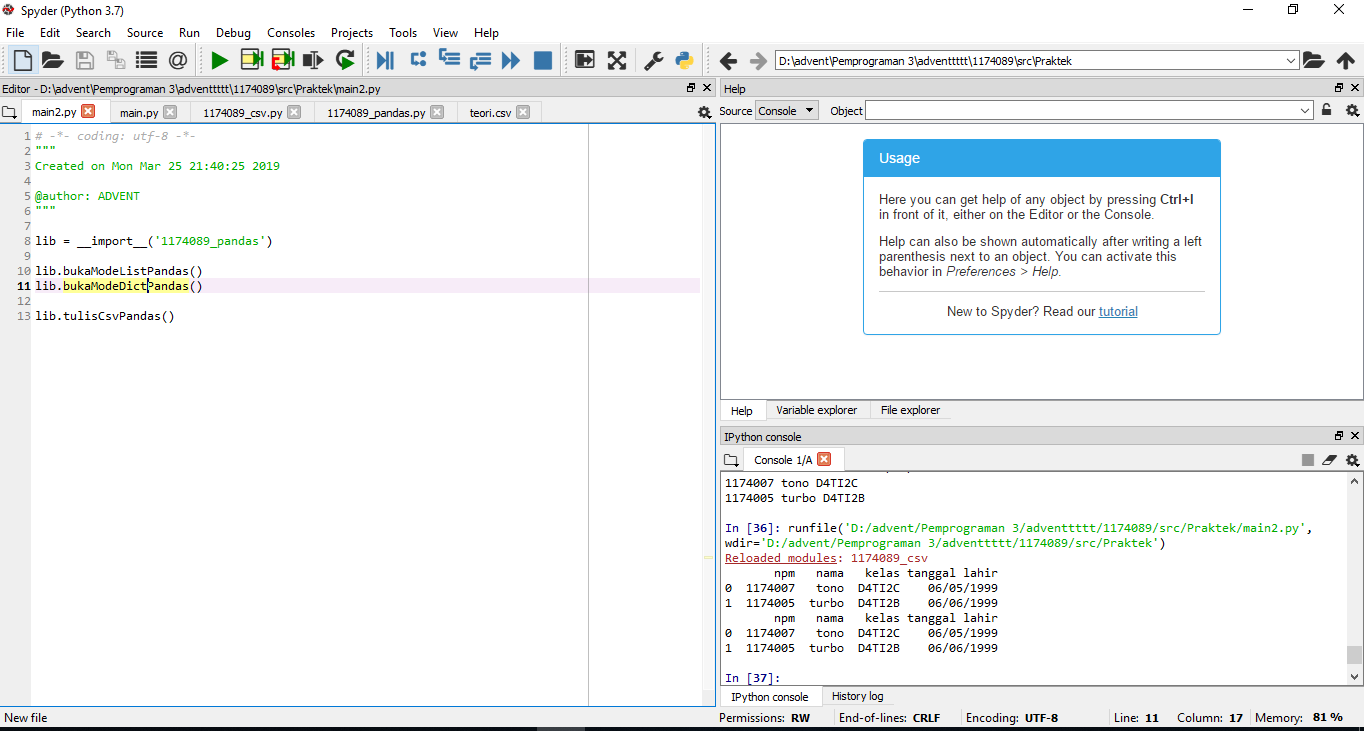 Spyder (Python 3.7)
File Edit Search Source Run Debug Consoles Projects Tools View Help
D:\advent\Pemprograman 3\adventtttt\1174089\src\Praktek
Editor - D:\advent\Pemprograman 3\adventtttt\1174089\src\Praktek\main2.py
main2.py main.py 1174089_csv.py 1174089_pandas.py teori.csv
1 # -*- coding: utf-8 -*-
2 """
3 Created on Mon Mar 25 21:40:25 2019
4
5 @author: ADVENT
6 """
7
8 lib = __import__('1174089_pandas')
9
10 lib.bukaModeListPandas()
11 lib.bukaModeDictPandas()
12
13 lib.tulisCsvPandas()
Help
Source Console Object
Usage
Here you can get help of any object by pressing Ctrl+I
in front of it, either on the Editor or the Console.
Help can also be shown automatically after writing a left
parenthesis next to an object. You can activate this
behavior in Preferences > Help.
New to Spyder? Read our tutorial
Help Variable explorer File explorer
IPython console
Console 1/A
1174007 tono D4TI2C
1174005 turbo D4TI2B
In [36]: runfile('D:/advent/Pemprograman 3/adventtttt/1174089/src/Praktek/main2.py',
wdir='D:/advent/Pemprograman 3/adventtttt/1174089/src/Praktek')
Reloaded modules: 1174089_csv
npm nama kelas tanggal lahir
0 1174007 tono D4TI2C 06/05/1999
1 1174005 turbo D4TI2B 06/06/1999
npm nama kelas tanggal lahir
0 1174007 tono D4TI2C 06/05/1999
1 1174005 turbo D4TI2B 06/06/1999
In [37]:
IPython console History log
New file
Permissions: RW End-of-lines: CRLF Encoding: UTF-8 Line: 11 Column: 17 Memory: 81 %